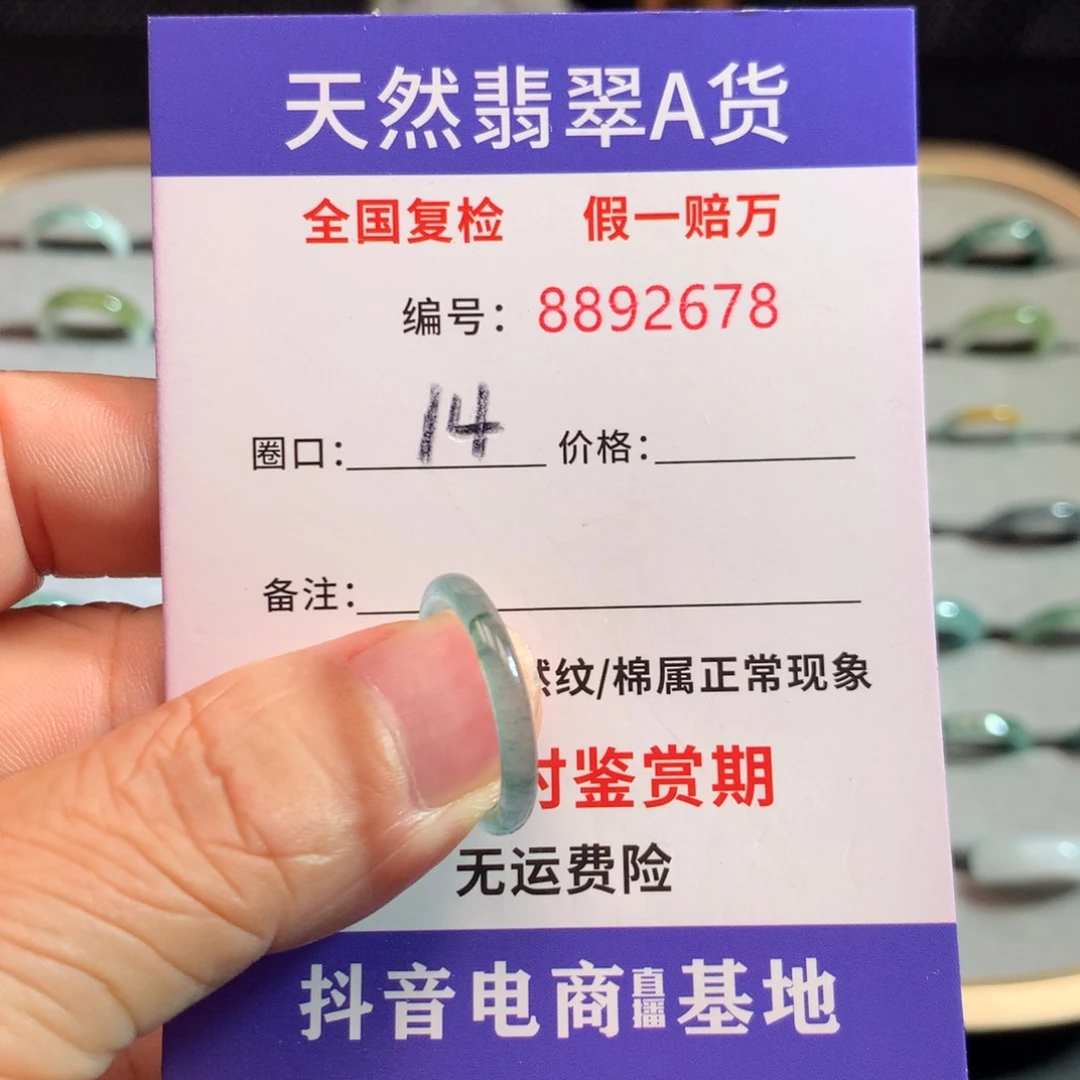 天然翡翠A货
全国复检 假一赔万
编号：8892678
圈口：14 价格：
备注：
然纹/棉属正常现象
时鉴赏期
无运费险
抖音电商直播基地